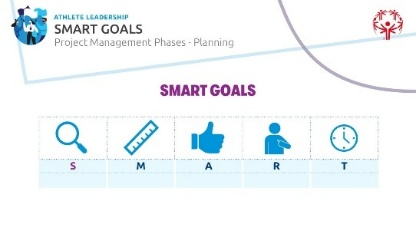 ATHLETE LEADERSHIP
SMART GOALS
Project Management Phases - Planning
SMART GOALS
S M A R T